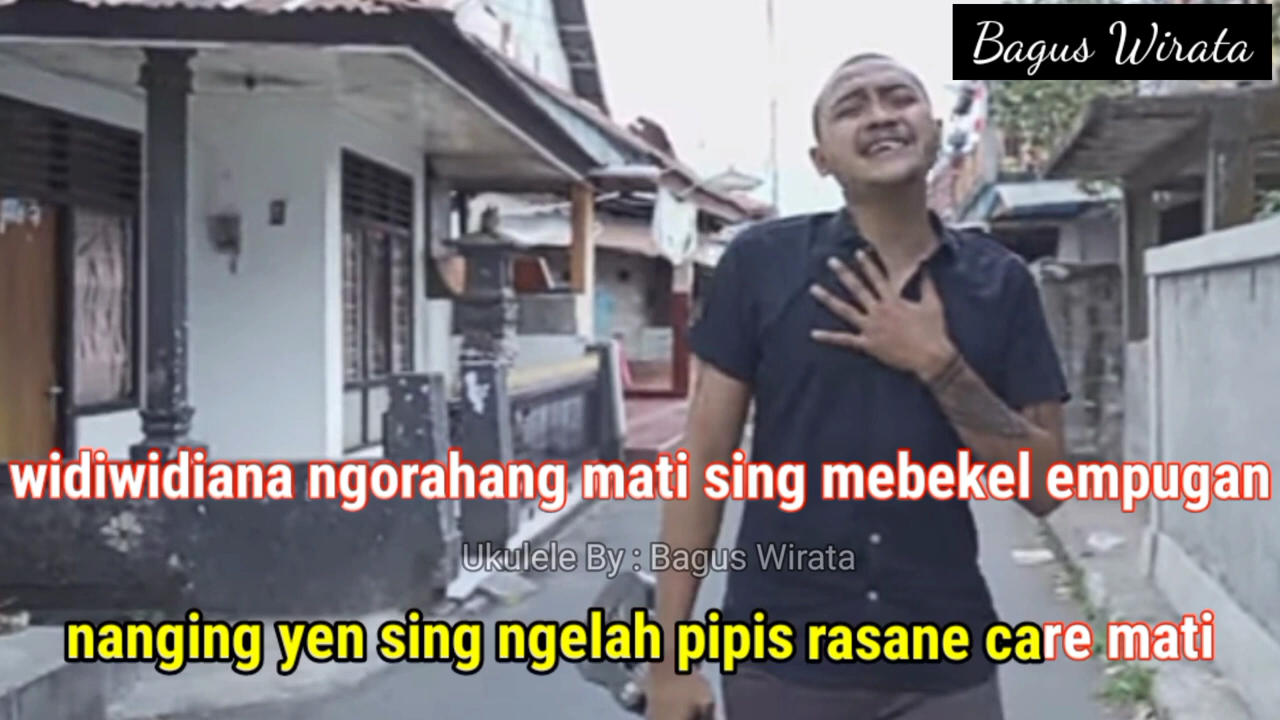 Bagus Wirata
widiwidiana ngorahang mati sing mebekel empugan
Ukulele By : Bagus Wirata
nanging yen sing ngelah pipis rasane care mati